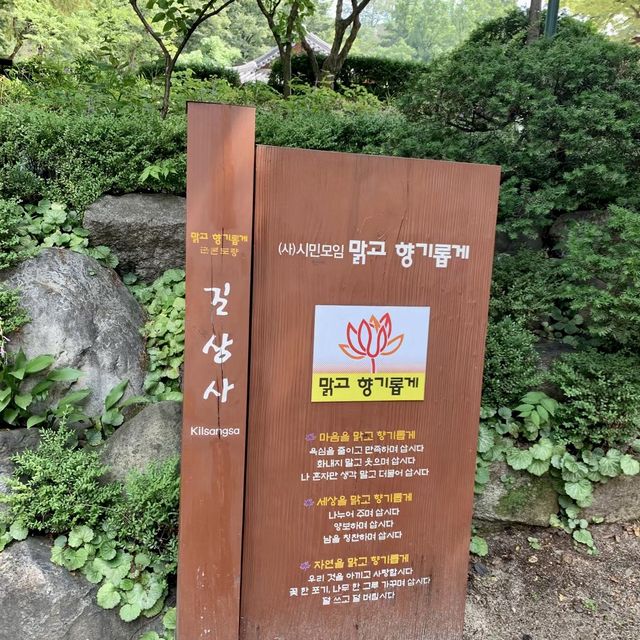 맑고 향기롭게
근본도량
길상사
Kilsangsa
(사)시민모임 맑고 향기롭게
맑고 향기롭게
마음을 맑고 향기롭게
욕심을 줄이고 만족하며 삽시다
화내지 말고 웃으며 삽시다
나 혼자만 생각 말고 더불어 삽시다
세상을 맑고 향기롭게
나누어 주며 삽시다
양보하며 삽시다
남을 칭찬하며 삽시다
자연을 맑고 향기롭게
우리 것을 아끼고 사랑합시다
꽃 한 포기, 나무 한 그루 가꾸며 삽시다
덜 쓰고 덜 버립시다